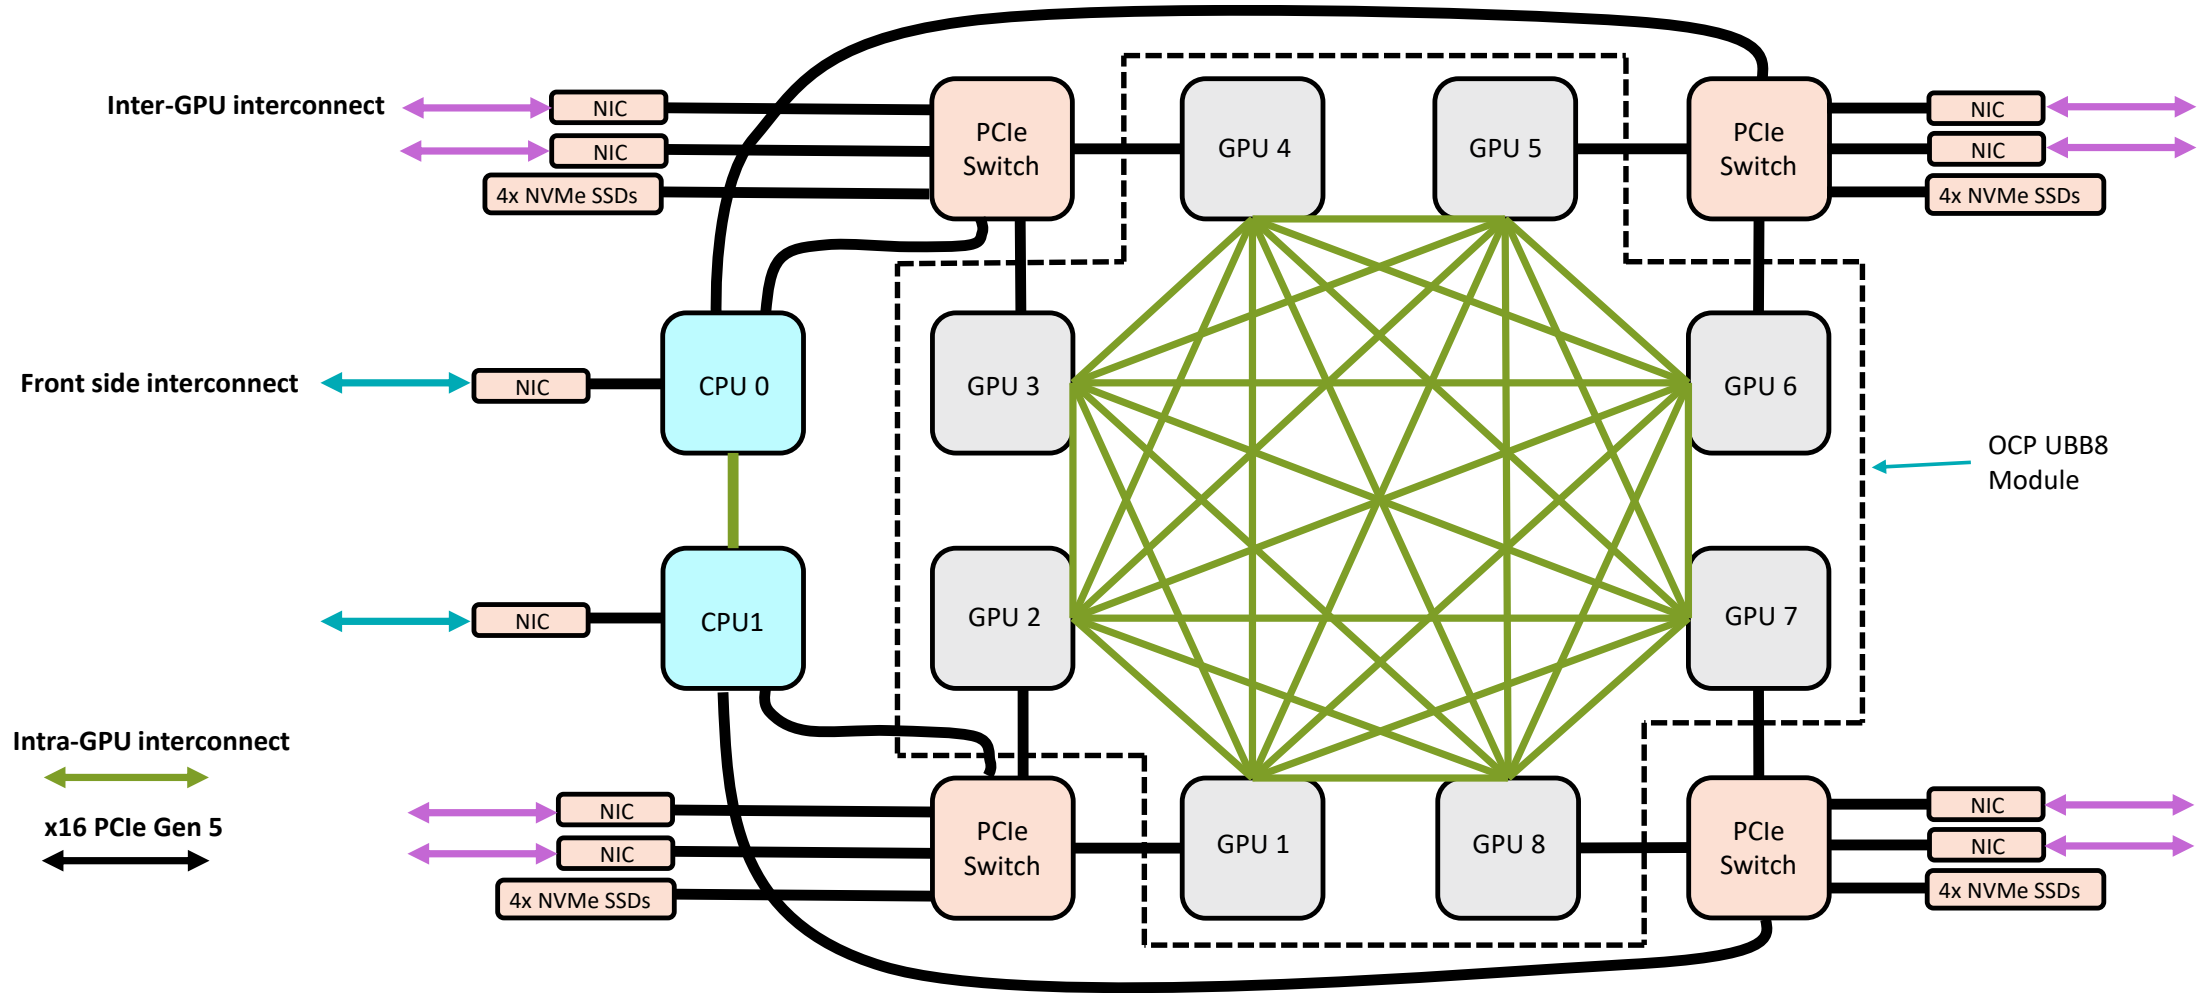 Inter-GPU interconnect
NIC
NIC
4x NVMe SSDs
PCIe
Switch
GPU 4
GPU 5
PCIe
Switch
NIC
NIC
4x NVMe SSDs
Front side interconnect
NIC
CPU 0
GPU 3
GPU 6
OCP UBB8
Module
NIC
CPU1
GPU 2
GPU 7
Intra-GPU interconnect
x16 PCIe Gen 5
NIC
NIC
4x NVMe SSDs
PCIe
Switch
GPU 1
GPU 8
PCIe
Switch
NIC
NIC
4x NVMe SSDs